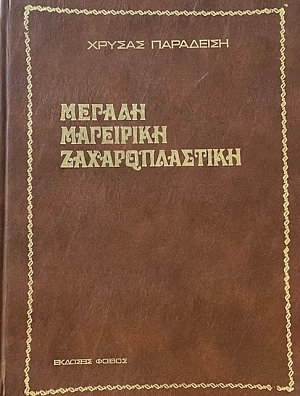 ΧΡΥΣΑΣ ΠΑΡΑΔΕΙΣΗ
ΜΕΓΑΛΗ
ΜΑΓΕΙΡΙΚΗ
ΖΑΧΑΡΟΠΛΑΣΤΙΚΗ
ΕΚΔΟΣΕΙΣ ΦΟΙΒΟΣ